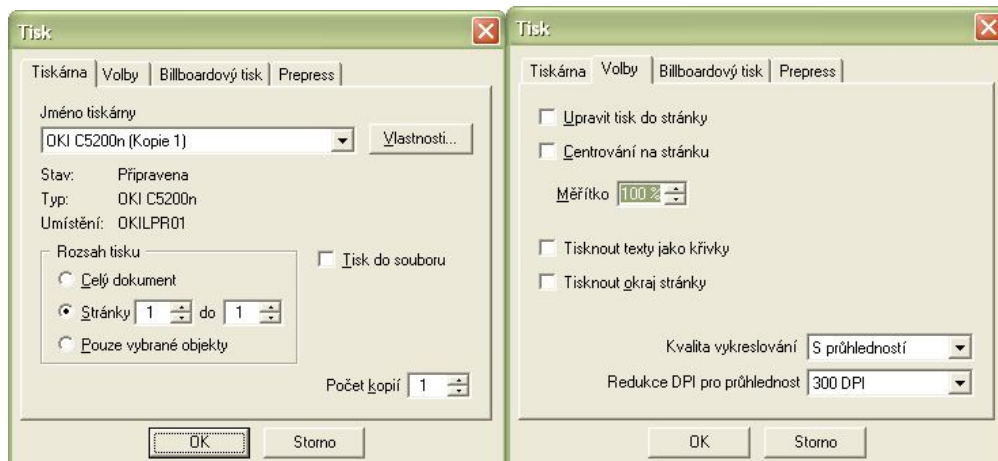 Tisk
Tiskárna Volby Billboardový tisk Prepress
Jméno tiskárny
OKI C5200n (Kopie 1) Vlastnosti...
Stav: Připravena
Typ: OKI C5200n
Umístění: OKILPR01
Rozsah tisku
Celý dokument
Stránky 1 do 1
Pouze vybrané objekty
Tisk do souboru
Počet kopií 1
OK Storno
Tisk
Tiskárna Volby Billboardový tisk Prepress
Upravit tisk do stránky
Centrování na stránku
Měřítko 100 %
Tisknout texty jako křivky
Tisknout okraj stránky
Kvalita vykreslování S průhledností
Redukce DPI pro průhlednost 300 DPI
OK Storno